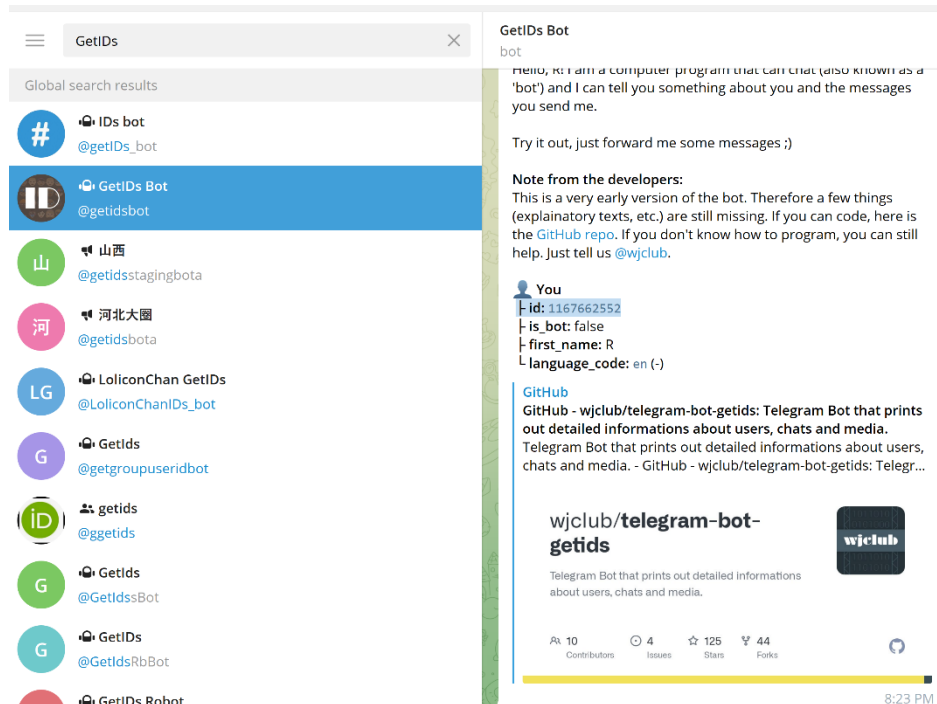 GetIDs
Global search results
# IDs bot
@getIDs_bot
GetIDs Bot
@getidsbot
山 山西
@getidsstagingbota
河 河北大圈
@getidsbota
LG LoliconChan GetIDs
@LoliconChanIDs_bot
G GetIds
@getgroupuseridbot
iD getids
@ggetids
G GetIds
@GetIdssBot
G GetIDs
@GetIdsRbBot
GetIDs Robot
GetIDs Bot
bot
Hello, R! I am a computer program that can chat (also known as a
'bot') and I can tell you something about you and the messages
you send me.
Try it out, just forward me some messages ;)
Note from the developers:
This is a very early version of the bot. Therefore a few things
(explainatory texts, etc.) are still missing. If you can code, here is
the GitHub repo. If you don't know how to program, you can still
help. Just tell us @wjclub.
👤 You
├ id: 1167662552
├ is_bot: false
├ first_name: R
└ language_code: en (-)
GitHub
GitHub - wjclub/telegram-bot-getids: Telegram Bot that prints
out detailed informations about users, chats and media.
Telegram Bot that prints out detailed informations about users,
chats and media. - GitHub - wjclub/telegram-bot-getids: Telegr...
wjclub/telegram-bot-
getids
wjclub
Telegram Bot that prints out detailed informations
about users, chats and media.
10 4 125 44
Contributors Issues Stars Forks
8:23 PM